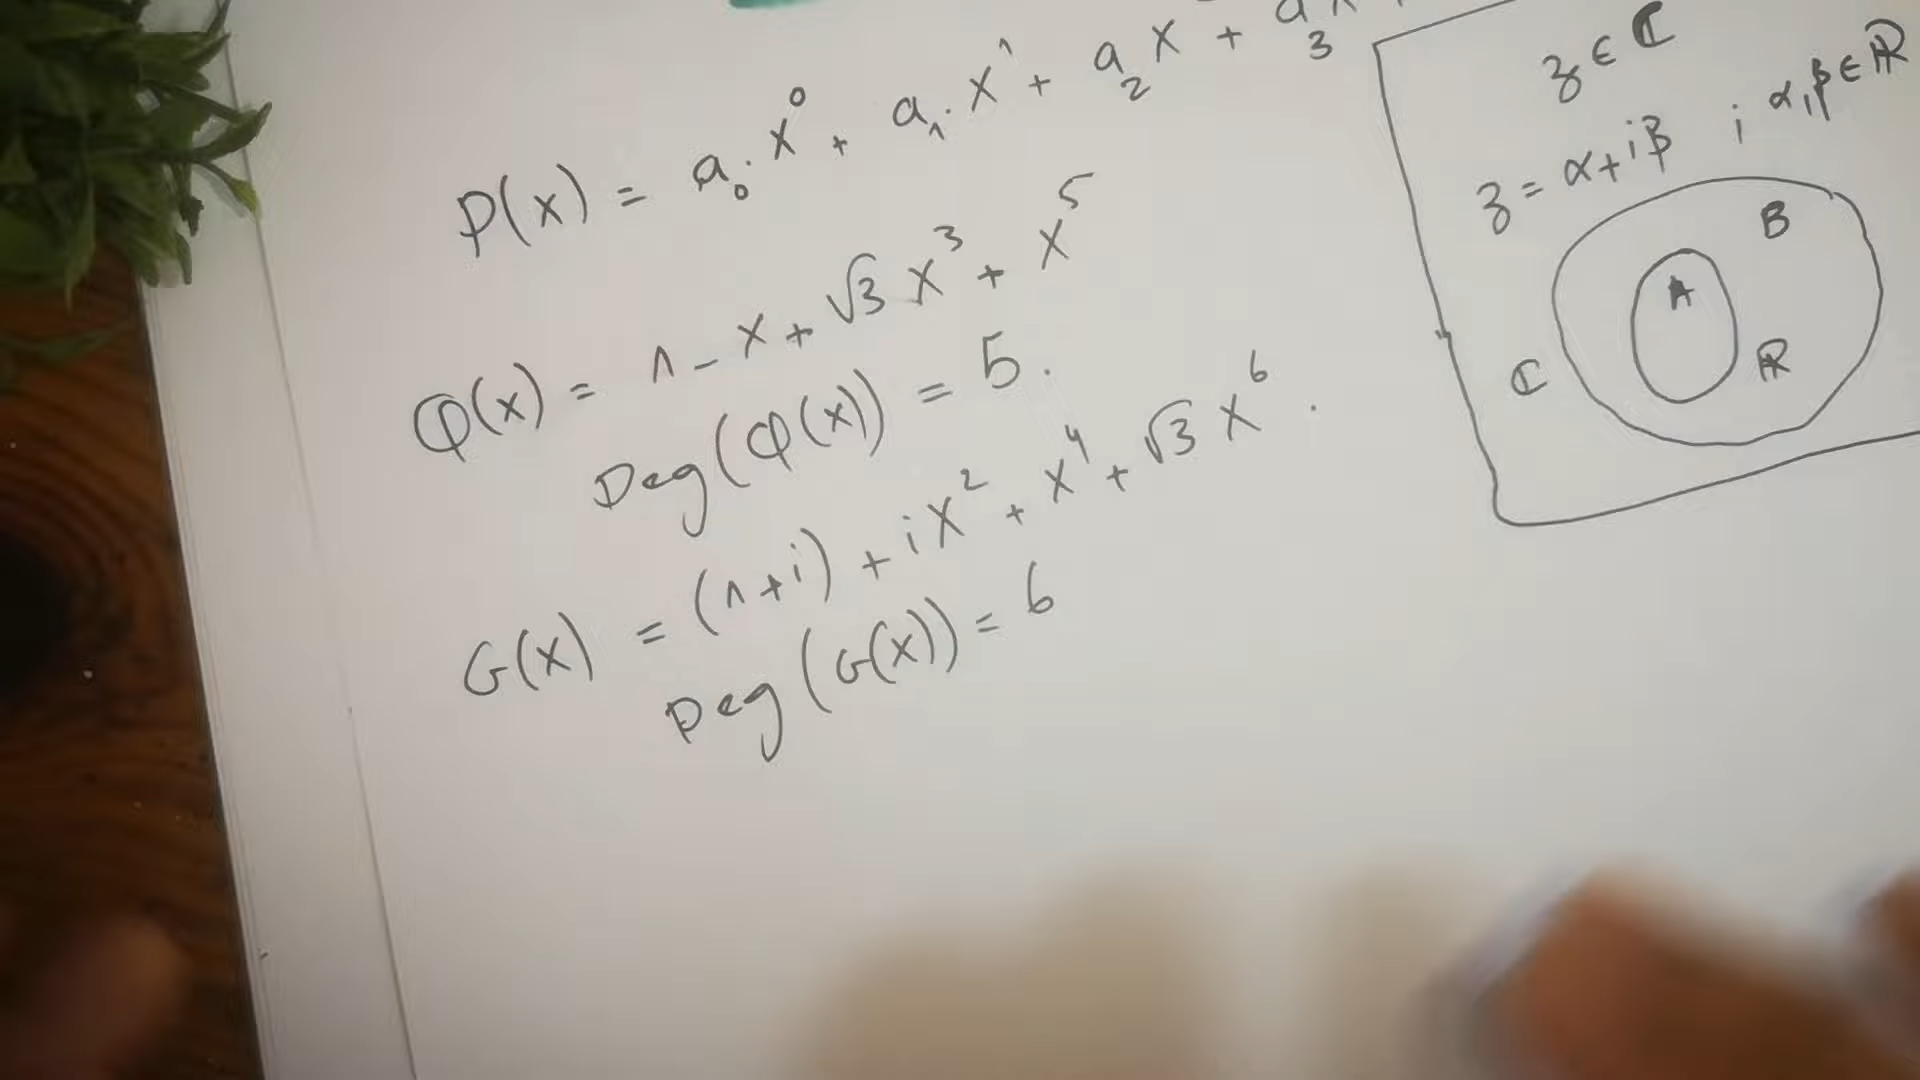 P(x) = a₀·x⁰ + a₁·x¹ + a₂x + a₃x
φ(x) = 1 - x + √3 x³ + x⁵
Deg(φ(x)) = 5.
G(x) = (1+i) + ix² + x⁴ + √3 x⁶.
Deg(G(x)) = 6
z ∈ ℂ
z = α+iβ ; α,β∈ℝ
B
A
ℂ
ℝ